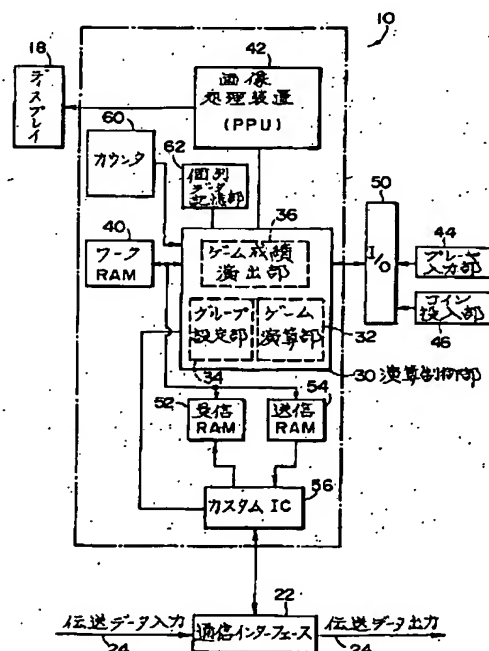 10
18
ディスプレイ
42
画像
処理装置
(PPU)
60
カウンタ
62
個別
データ
記憶部
50
I/O
36
ゲーム成績
演出部
40
ワーク
RAM
44
プレーヤ
入力部
コイン
投入部
46
グループ
設定部
34
ゲーム
演算部
32
30 演算制御部
52
受信
RAM
54
送信
RAM
カスタム IC
56
22
伝送データ入力
24
通信インターフェース
伝送データ出力
24